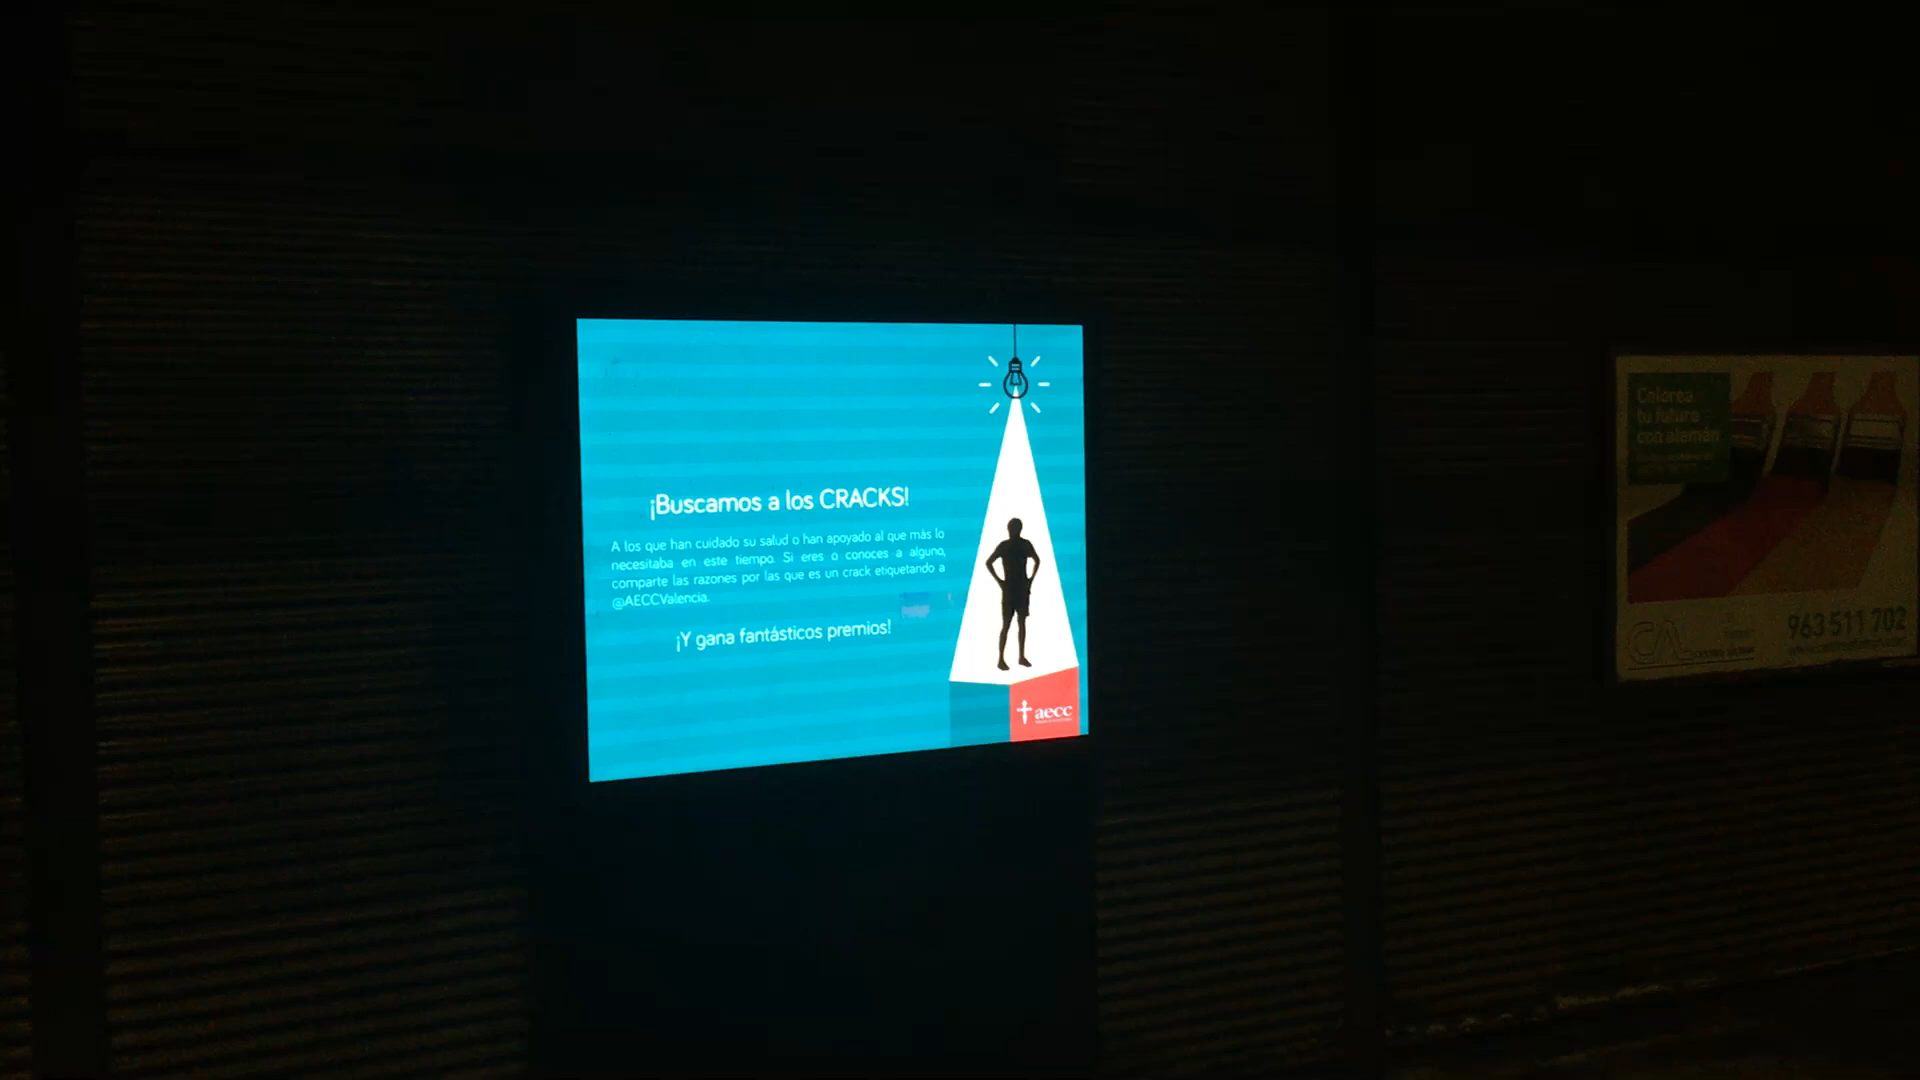 ¡Buscamos a los CRACKS!
A los que han cuidado su salud o han apoyado al que más lo
necesitaba en este tiempo. Si eres o conoces a alguno,
comparte las razones por las que es un crack etiquetando a
@AECCValencia.
¡Y gana fantásticos premios!
aecc
Colorea
tu futuro
con alemán
963 511 702